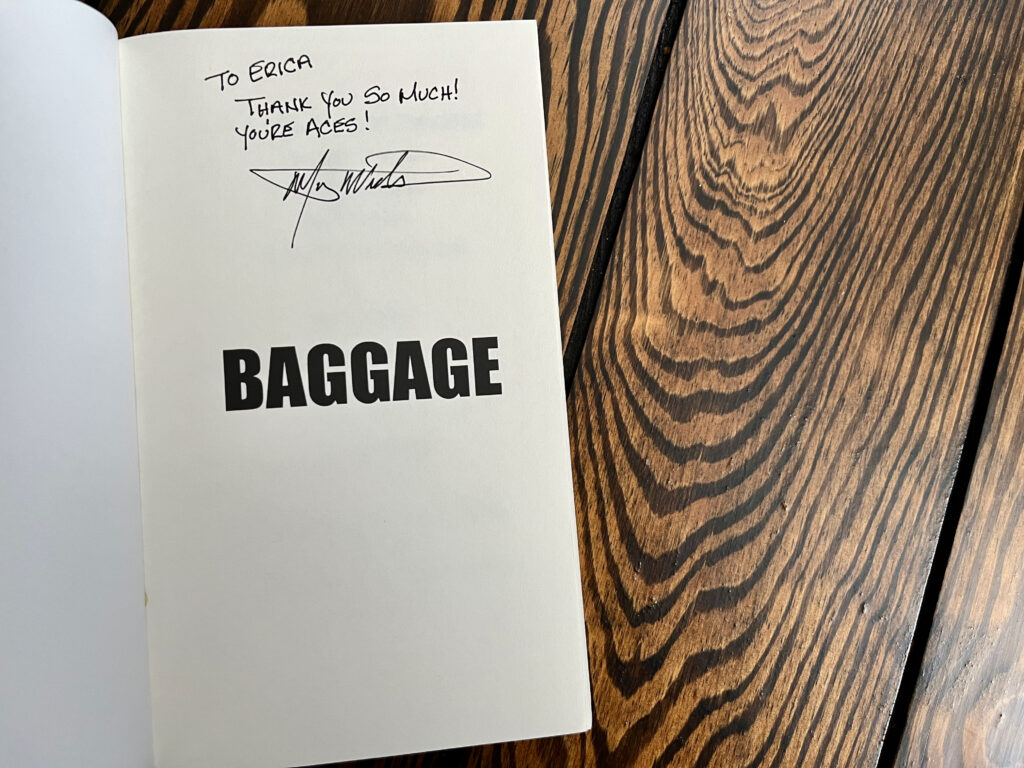 TO ERICA
THANK YOU SO MUCH!
YOU'RE ACES!
BAGGAGE